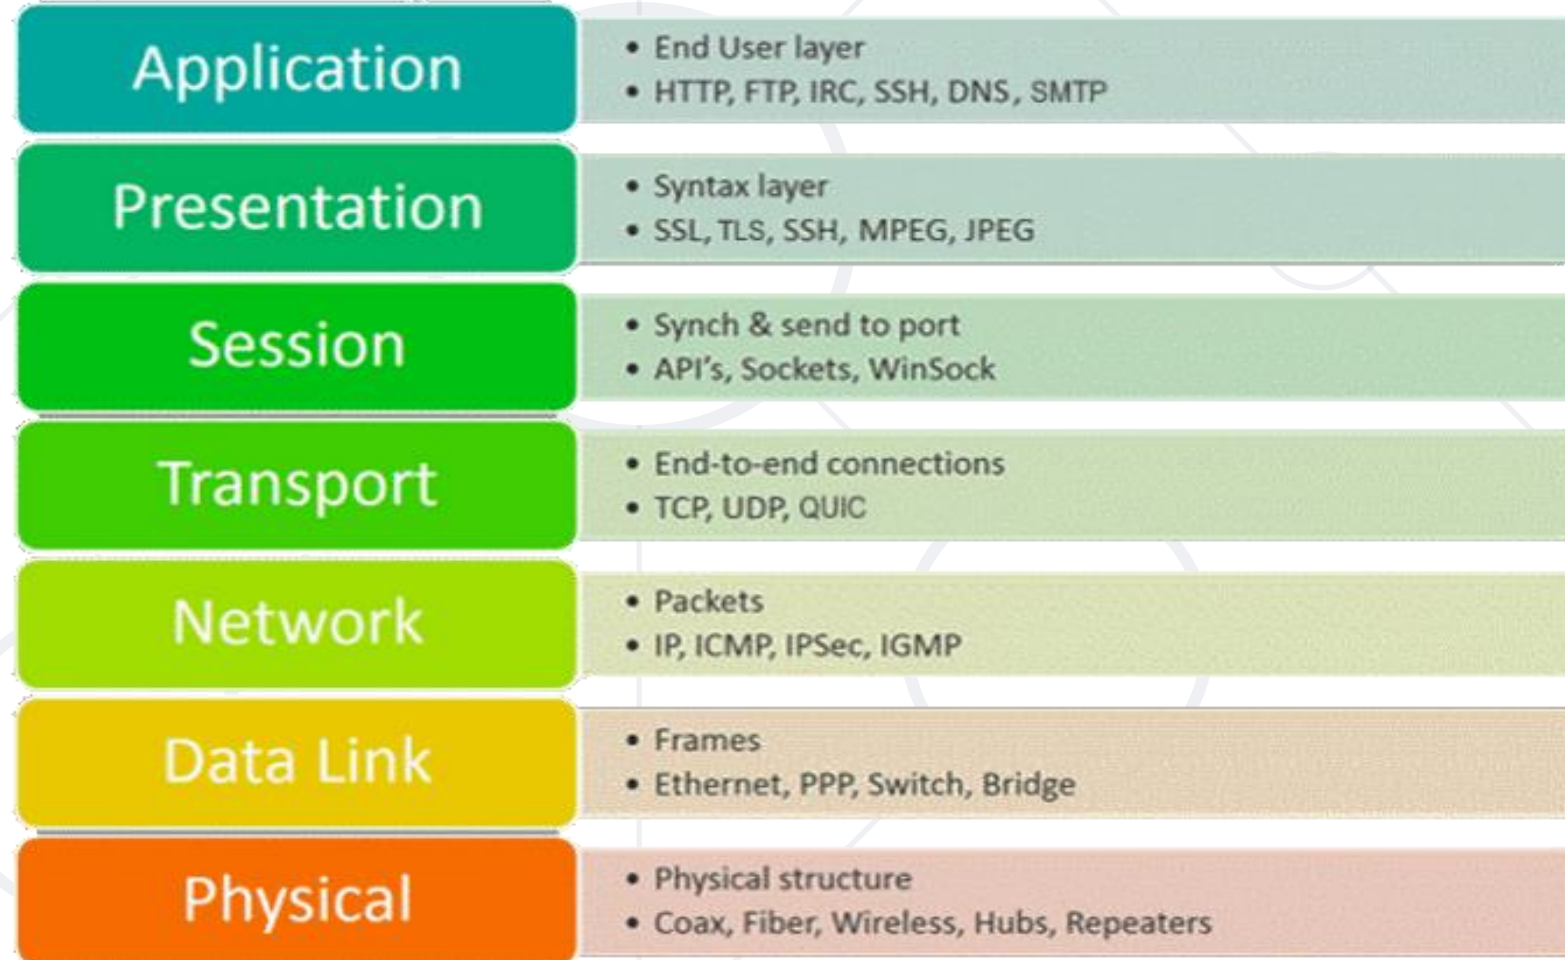 Application
• End User layer
• HTTP, FTP, IRC, SSH, DNS, SMTP
Presentation
• Syntax layer
• SSL, TLS, SSH, MPEG, JPEG
Session
• Synch & send to port
• API’s, Sockets, WinSock
Transport
• End-to-end connections
• TCP, UDP, QUIC
Network
• Packets
• IP, ICMP, IPSec, IGMP
Data Link
• Frames
• Ethernet, PPP, Switch, Bridge
Physical
• Physical structure
• Coax, Fiber, Wireless, Hubs, Repeaters